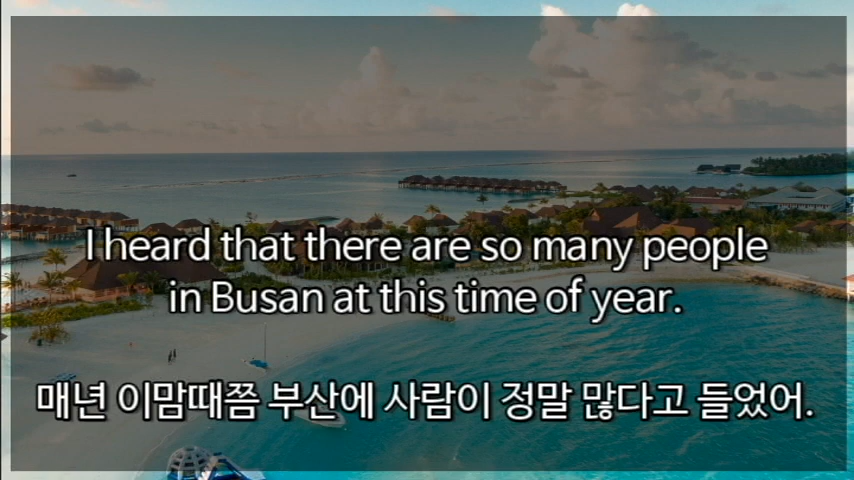 I heard that there are so many people
in Busan at this time of year.
매년 이맘때쯤 부산에 사람이 정말 많다고 들었어.